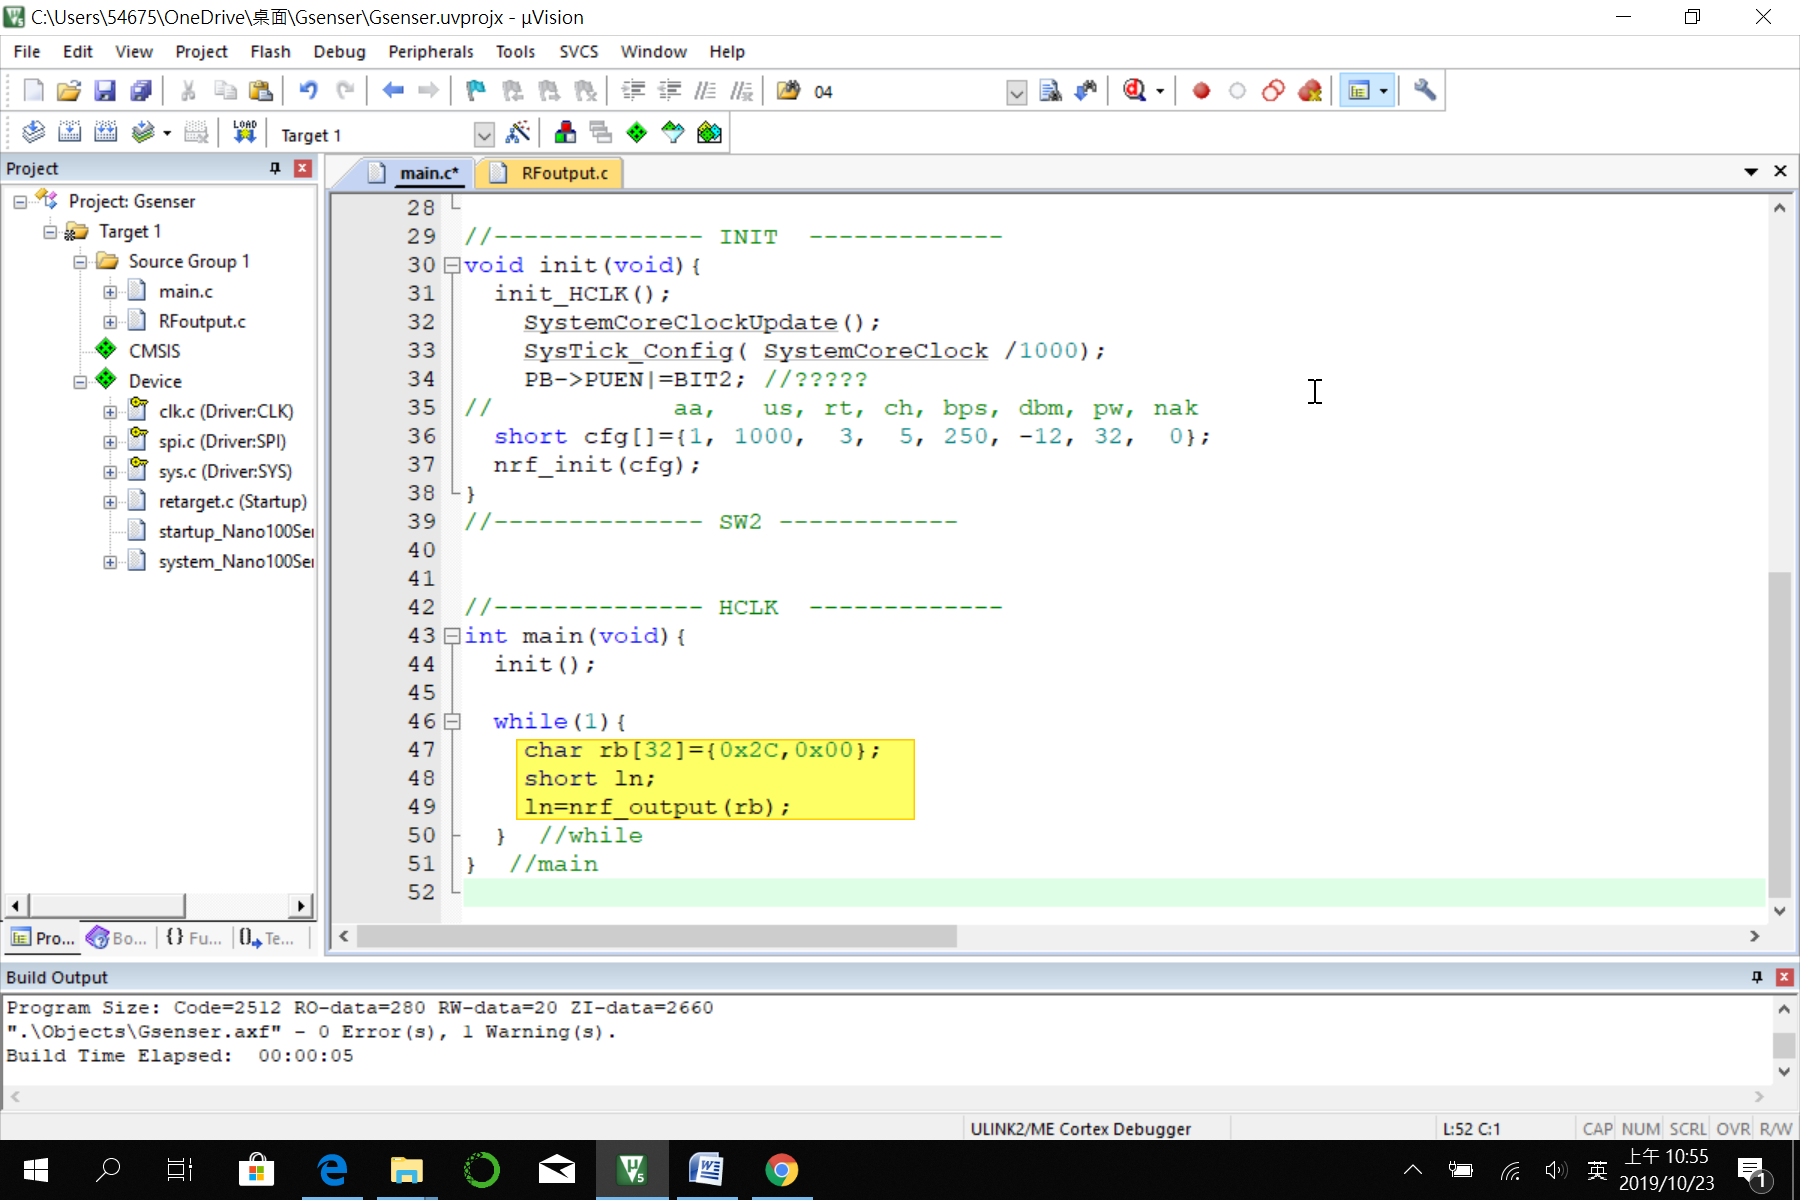 C:\Users\54675\OneDrive\桌面\Gsenser\Gsenser.uvprojx - µVision
File Edit View Project Flash Debug Peripherals Tools SVCS Window Help
04
LOAD Target 1
Project
Project: Gsenser
Target 1
Source Group 1
main.c
RFoutput.c
CMSIS
Device
clk.c (Driver:CLK)
spi.c (Driver:SPI)
sys.c (Driver:SYS)
retarget.c (Startup)
startup_Nano100Se
system_Nano100Se
Pro... Bo... {} Fu... Te...
main.c* RFoutput.c
28
29 //-------------- INIT  -------------
30 void init(void){
31 init_HCLK();
32 SystemCoreClockUpdate();
33 SysTick_Config( SystemCoreClock /1000);
34 PB->PUEN|=BIT2; //?????
35 // aa, us, rt, ch, bps, dbm, pw, nak
36 short cfg[]={1, 1000, 3, 5, 250, -12, 32, 0};
37 nrf_init(cfg);
38 }
39 //-------------- SW2 ------------
40
41
42 //-------------- HCLK  -------------
43 int main(void){
44 init();
45
46 while(1){
47 char rb[32]={0x2C,0x00};
48 short ln;
49 ln=nrf_output(rb);
50 } //while
51 } //main
52
Build Output
Program Size: Code=2512 RO-data=280 RW-data=20 ZI-data=2660
".\Objects\Gsenser.axf" - 0 Error(s), 1 Warning(s).
Build Time Elapsed:  00:00:05
ULINK2/ME Cortex Debugger L:52 C:1 CAP NUM SCRL OVR R/W
英 上午 10:55
2019/10/23
1